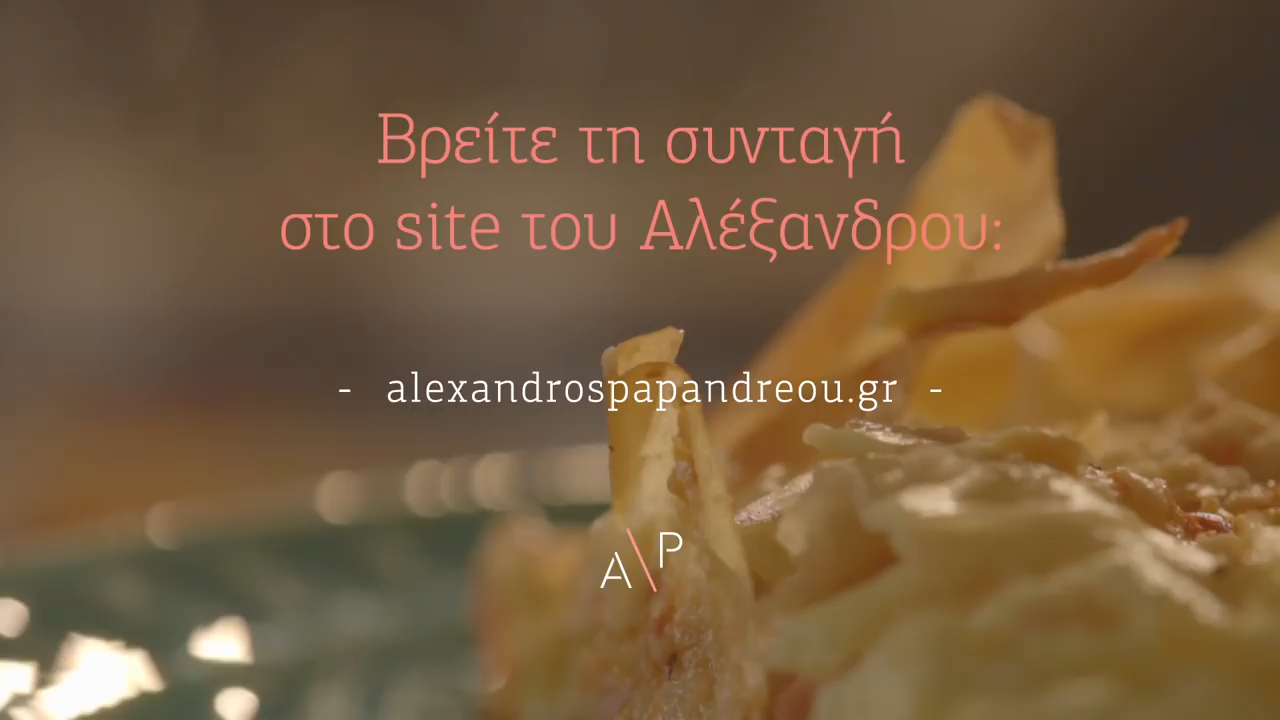 Βρείτε τη συνταγή
στο site του Αλέξανδρου:
- alexandrospapandreou.gr -
A\P